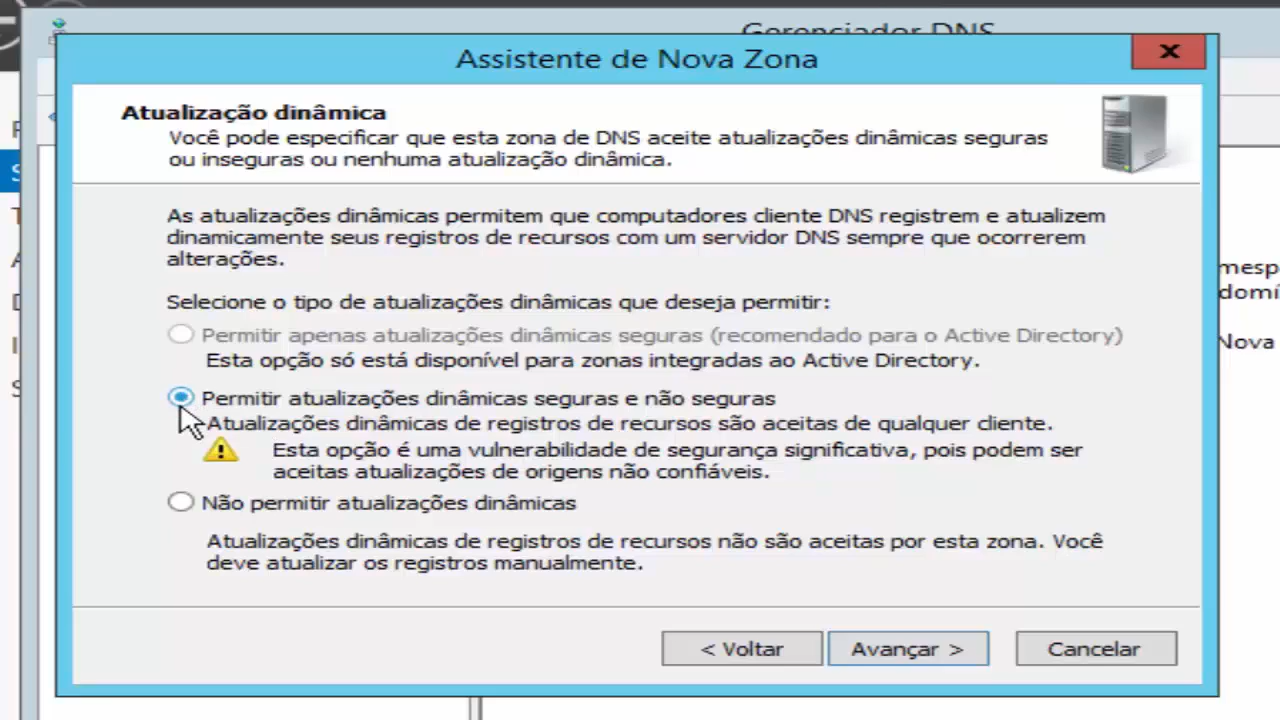 Gerenciador DNS
Assistente de Nova Zona
Atualização dinâmica
Você pode especificar que esta zona de DNS aceite atualizações dinâmicas seguras
ou inseguras ou nenhuma atualização dinâmica.
As atualizações dinâmicas permitem que computadores cliente DNS registrem e atualizem
dinamicamente seus registros de recursos com um servidor DNS sempre que ocorrerem
alterações.
Selecione o tipo de atualizações dinâmicas que deseja permitir:
Permitir apenas atualizações dinâmicas seguras (recomendado para o Active Directory)
Esta opção só está disponível para zonas integradas ao Active Directory.
Permitir atualizações dinâmicas seguras e não seguras
Atualizações dinâmicas de registros de recursos são aceitas de qualquer cliente.
Esta opção é uma vulnerabilidade de segurança significativa, pois podem ser
aceitas atualizações de origens não confiáveis.
Não permitir atualizações dinâmicas
Atualizações dinâmicas de registros de recursos não são aceitas por esta zona. Você
deve atualizar os registros manualmente.
< Voltar
Avançar >
Cancelar
mesp
domí
Nova